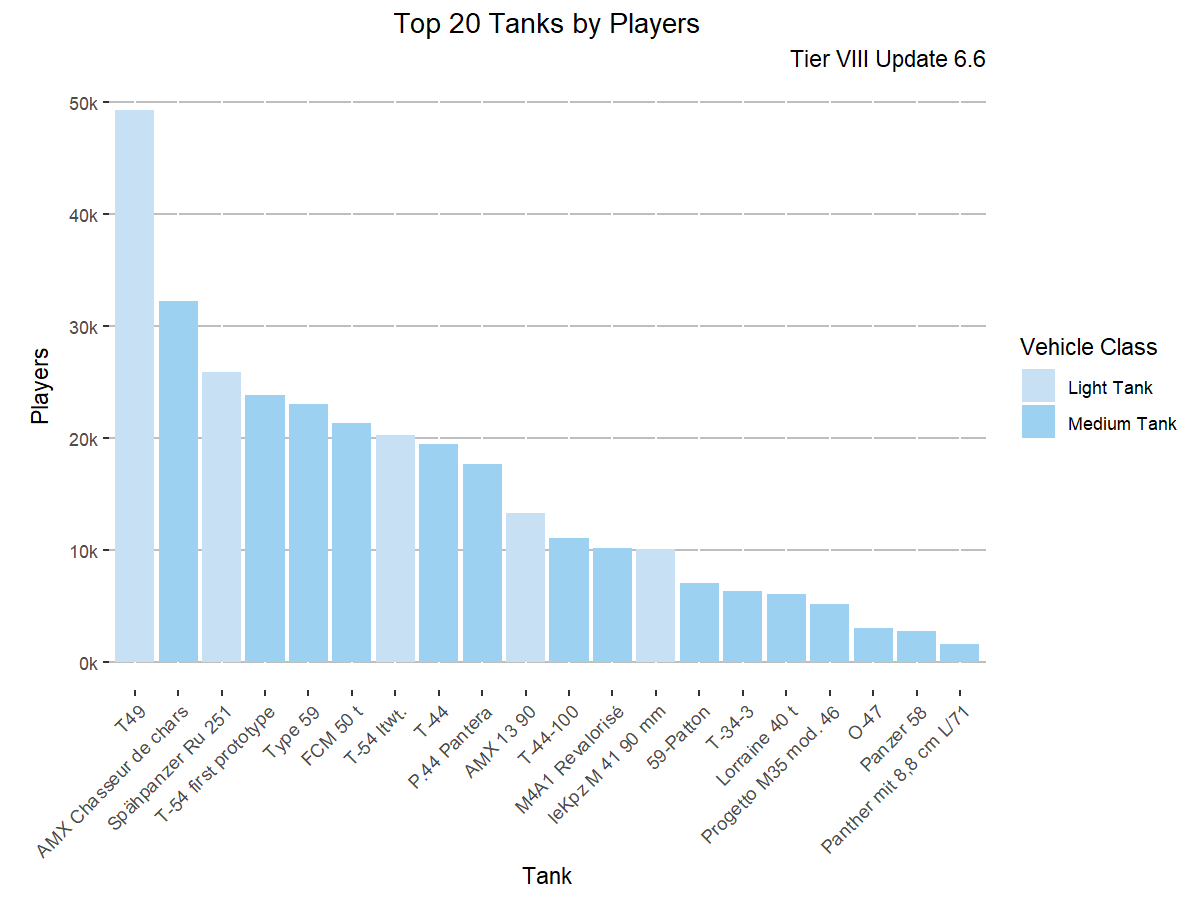 Top 20 Tanks by Players
Tier VIII Update 6.6
50k
40k
30k
20k
10k
0k
Players
T49
AMX Chasseur de chars
Spähpanzer Ru 251
T-54 first prototype
Type 59
FCM 50 t
T-54 ltwt.
T-44
P.44 Pantera
AMX 13 90
T-44-100
M4A1 Revalorisé
leKpz M 41 90 mm
59-Patton
T-34-3
Lorraine 40 t
Progetto M35 mod. 46
O-47
Panzer 58
Panther mit 8,8 cm L/71
Tank
Vehicle Class
Light Tank
Medium Tank